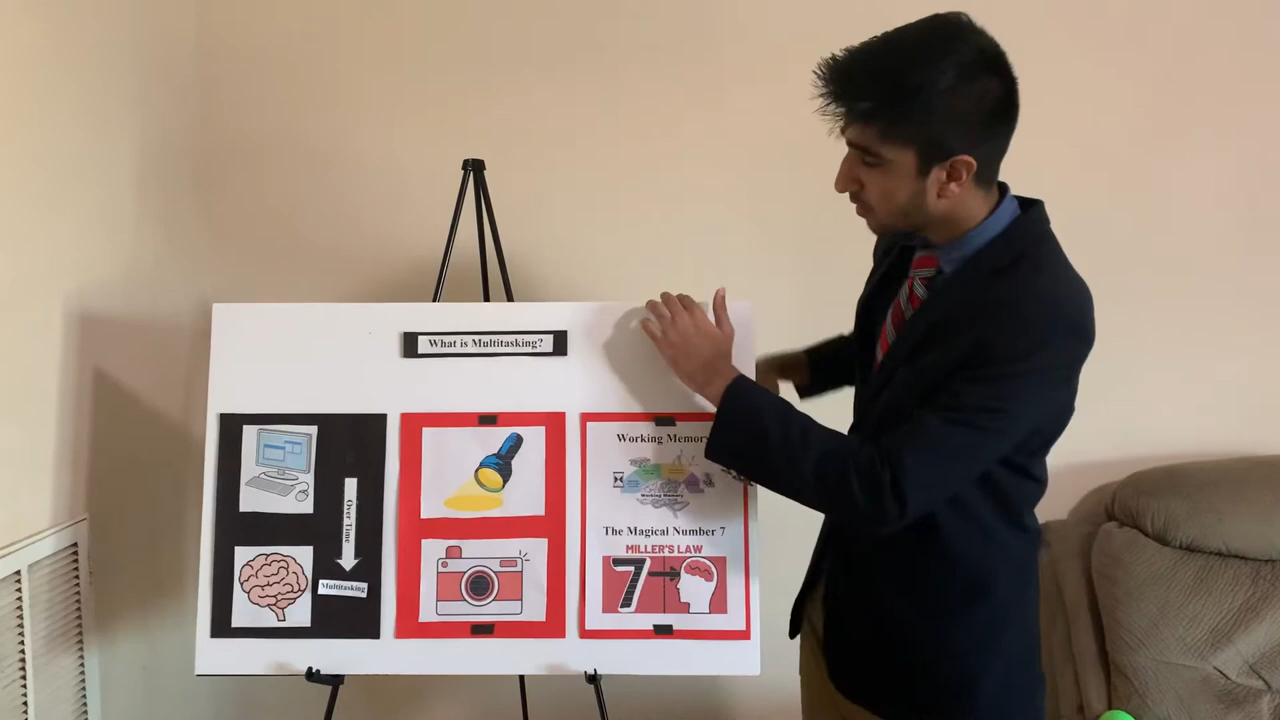 What is Multitasking?
Over Time
Multitasking
Working Memory
Working Memory
The Magical Number 7
MILLER'S LAW
7